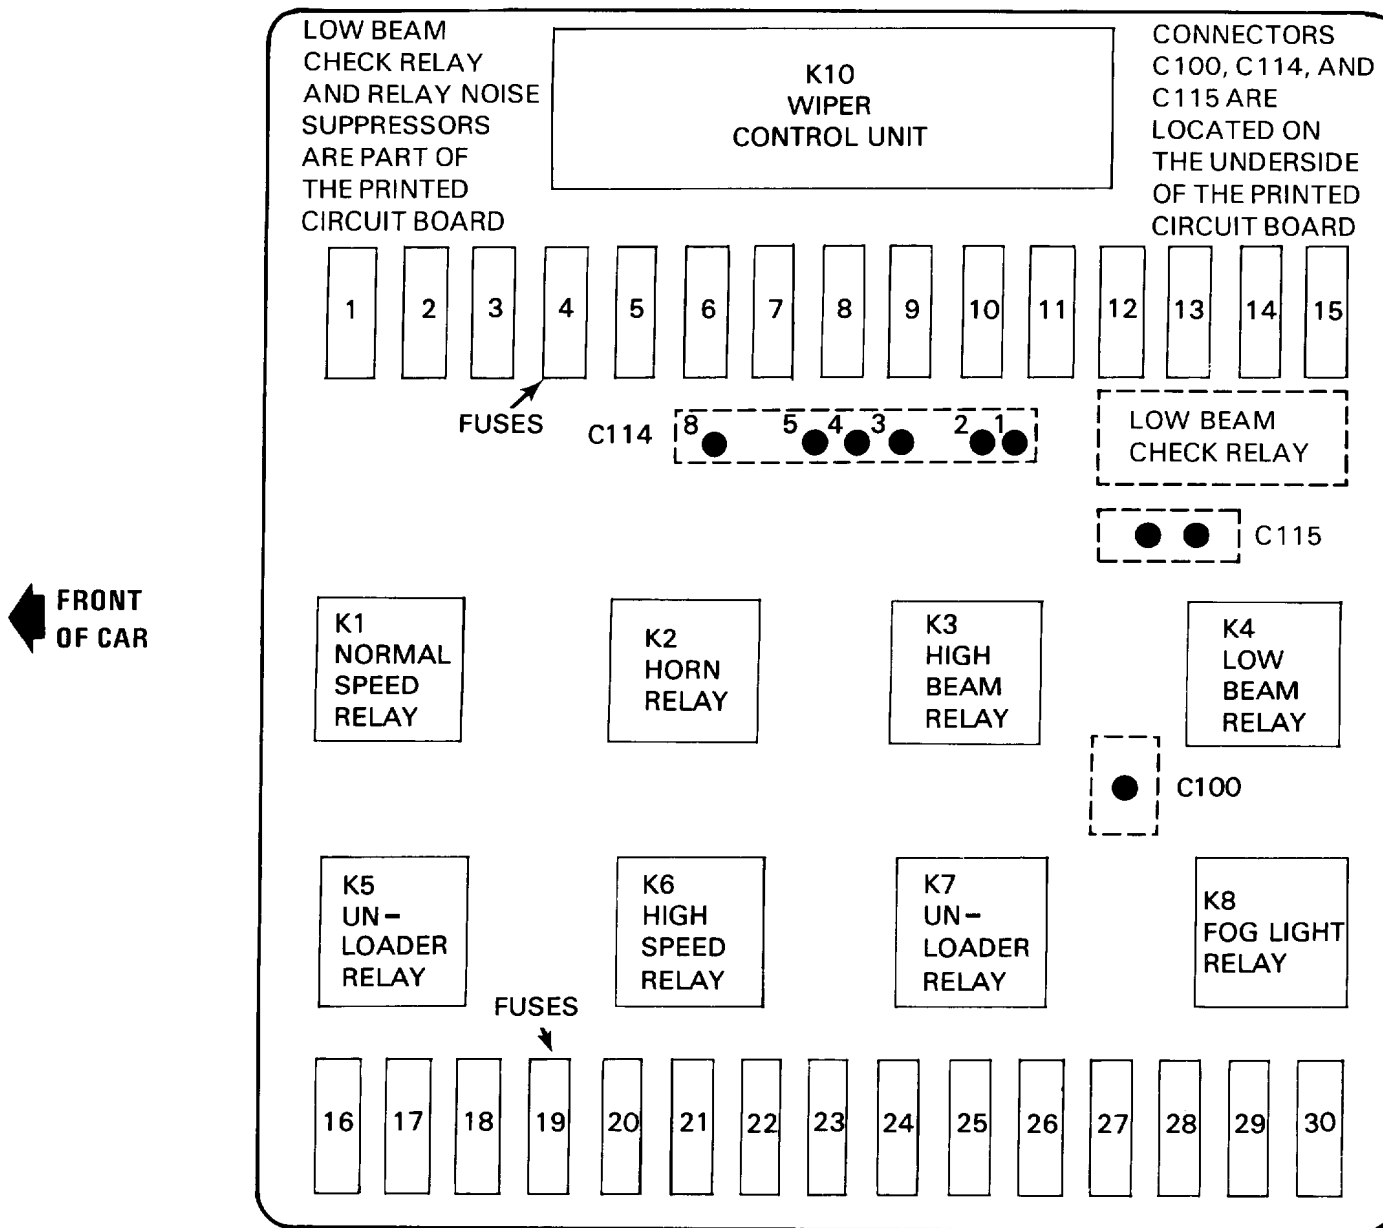 LOW BEAM
CHECK RELAY
AND RELAY NOISE
SUPPRESSORS
ARE PART OF
THE PRINTED
CIRCUIT BOARD
K10
WIPER
CONTROL UNIT
CONNECTORS
C100, C114, AND
C115 ARE
LOCATED ON
THE UNDERSIDE
OF THE PRINTED
CIRCUIT BOARD
1 2 3 4 5 6 7 8 9 10 11 12 13 14 15
FUSES
C114
8 5 4 3 2 1
LOW BEAM
CHECK RELAY
C115
FRONT
OF CAR
K1
NORMAL
SPEED
RELAY
K2
HORN
RELAY
K3
HIGH
BEAM
RELAY
K4
LOW
BEAM
RELAY
C100
K5
UN-
LOADER
RELAY
K6
HIGH
SPEED
RELAY
K7
UN-
LOADER
RELAY
K8
FOG LIGHT
RELAY
FUSES
16 17 18 19 20 21 22 23 24 25 26 27 28 29 30